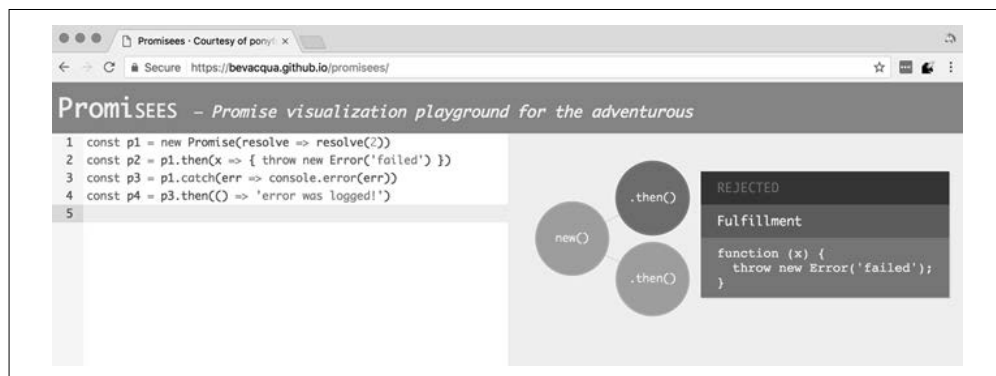 Promisees · Courtesy of pony
Secure https://bevacqua.github.io/promisees/
PromiSEES – Promise visualization playground for the adventurous
1 const p1 = new Promise(resolve => resolve(2))
2 const p2 = p1.then(x => { throw new Error('failed') })
3 const p3 = p1.catch(err => console.error(err))
4 const p4 = p3.then(() => 'error was logged!')
5
new()
.then()
.then()
REJECTED
Fulfillment
function (x) {
throw new Error('failed');
}